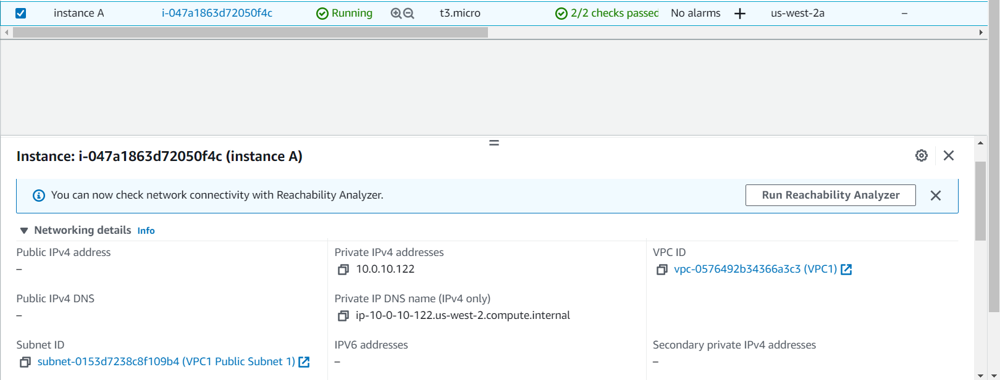 instance A i-047a1863d72050f4c Running t3.micro 2/2 checks passed No alarms + us-west-2a –
Instance: i-047a1863d72050f4c (instance A)
You can now check network connectivity with Reachability Analyzer. Run Reachability Analyzer
Networking details Info
Public IPv4 address Private IPv4 addresses VPC ID
– 10.0.10.122 vpc-0576492b34366a3c3 (VPC1)
Public IPv4 DNS Private IP DNS name (IPv4 only)
– ip-10-0-10-122.us-west-2.compute.internal
Subnet ID IPV6 addresses Secondary private IPv4 addresses
subnet-0153d7238c8f109b4 (VPC1 Public Subnet 1) – –